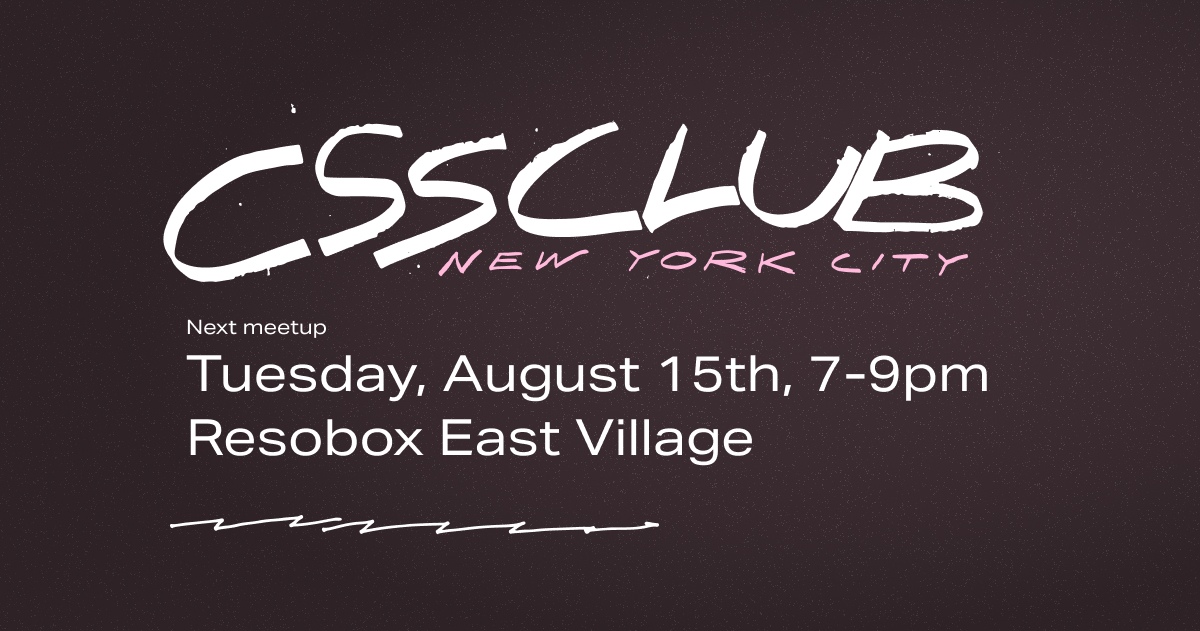 CSSCLUB
NEW YORK CITY
Next meetup
Tuesday, August 15th, 7-9pm
Resobox East Village